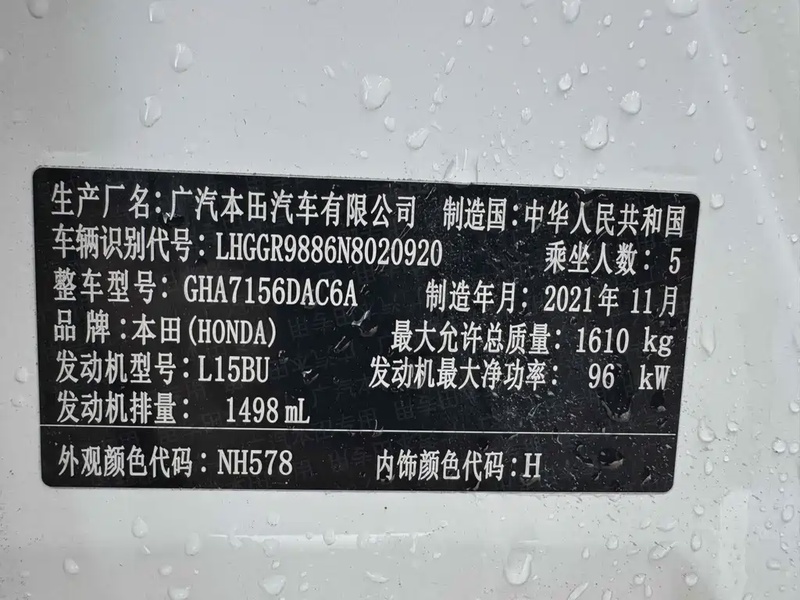 生产厂名：广汽本田汽车有限公司 制造国：中华人民共和国
车辆识别代号：LHGGR9886N8020920 乘坐人数：5
整车型号：GHA7156DAC6A 制造年月：2021年11月
品牌：本田(HONDA) 最大允许总质量：1610 kg
发动机型号：L15BU 发动机最大净功率：96 kW
发动机排量：1498 mL
外观颜色代码：NH578 内饰颜色代码：H